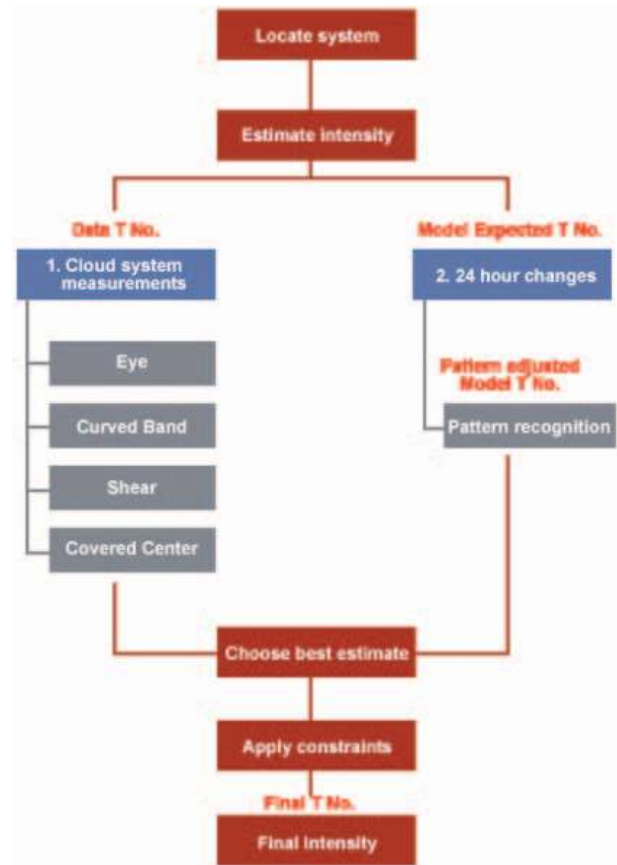 Locate system
Estimate intensity
Data T No.
Model Expected T No.
1. Cloud system
measurements
2. 24 hour changes
Eye
Pattern adjusted
Model T No.
Curved Band
Pattern recognition
Shear
Covered Center
Choose best estimate
Apply constraints
Final T No.
Final intensity